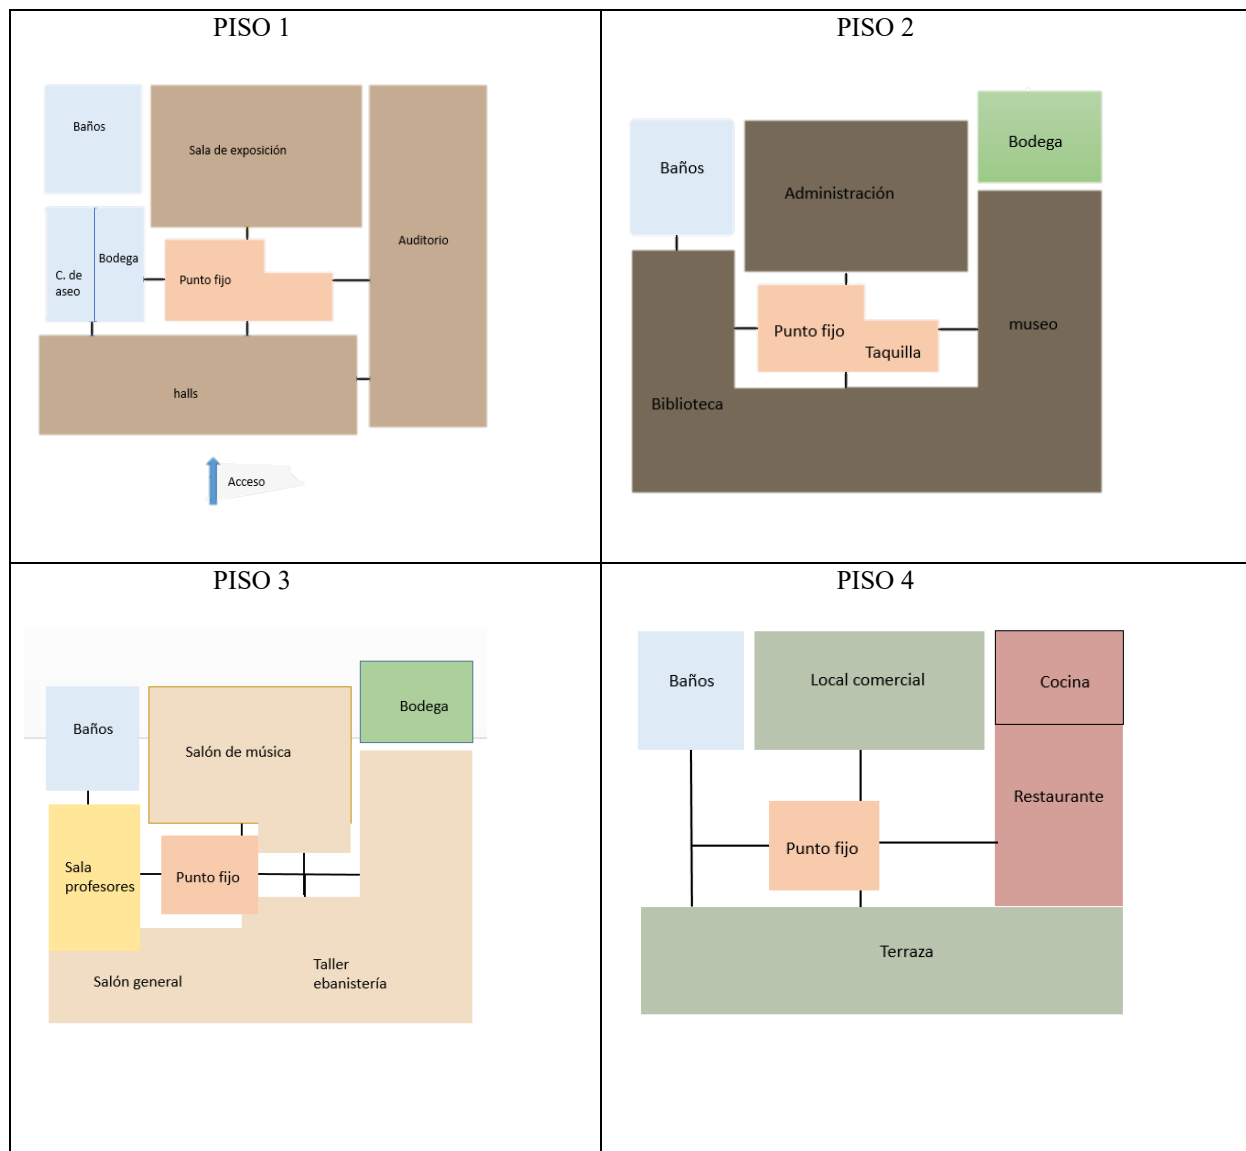 PISO 1
Baños
Sala de exposición
Auditorio
Bodega
C. de
aseo
Punto fijo
halls
Acceso
PISO 2
Bodega
Baños
Administración
Punto fijo
Taquilla
museo
Biblioteca
PISO 3
Bodega
Baños
Salón de música
Sala
profesores
Punto fijo
Salón general
Taller
ebanistería
PISO 4
Baños
Local comercial
Cocina
Restaurante
Punto fijo
Terraza